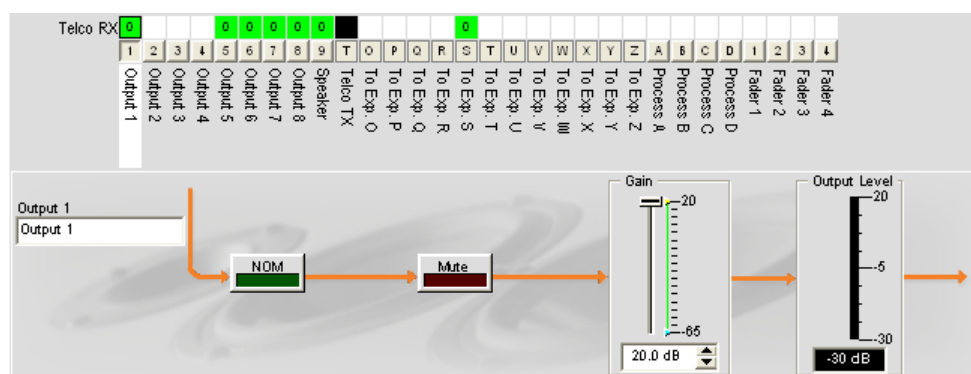 Telco RX 0 0 0 0 0 0 0
1 2 3 4 5 6 7 8 9 T O P Q R S T U V W X Y Z A B C D 1 2 3 4
Output 1
Output 2
Output 3
Output 4
Output 5
Output 6
Output 7
Output 8
Speaker
Telco TX
To Exp. O
To Exp. P
To Exp. Q
To Exp. R
To Exp. S
To Exp. T
To Exp. U
To Exp. V
To Exp. W
To Exp. X
To Exp. Y
To Exp. Z
Process A
Process B
Process C
Process D
Fader 1
Fader 2
Fader 3
Fader 4
Output 1
Output 1
NOM
Mute
Gain
20
-65
20.0 dB
Output Level
20
-5
-30
-30 dB